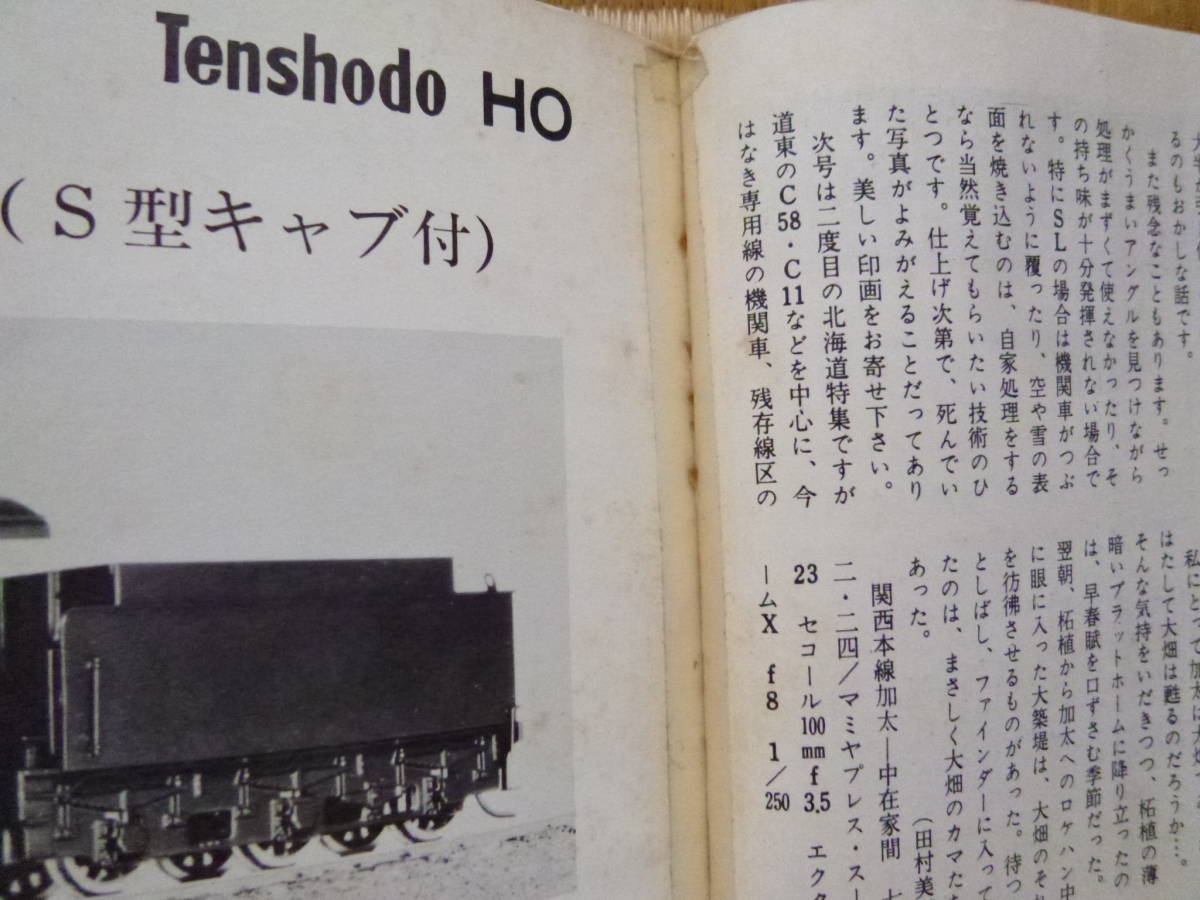 Tenshodo HO
(S型キャブ付)
るのもおかしな話です。
また残念なこともあります。せっ
かくうまいアングルを見つけながら
処理がまずくて使えなかったり、そ
の持ち味が十分発揮されない場合で
す。特にSLの場合は機関車がつぶ
れないように覆ったり、空や雪の表
面を焼き込むのは、自家処理をする
なら当然覚えてもらいたい技術のひ
とつです。仕上げ次第で、死んでい
た写真がよみがえることだってあり
ます。美しい印画をお寄せ下さい。
次号は二度目の北海道特集ですが
道東のC58・C11などを中心に、今
はなき専用線の機関車、残存線区の
はたして大畑は甦るのだろうか…。
そんな気持をいだきつつ、柘植の薄
暗いプラットホームに降り立ったの
は、早春賦を口ずさむ季節だった。
翌朝、柘植から加太へのロケハン中
に眼に入った大築堤は、大畑のそれ
を彷彿させるものがあった。待つ
としばし、ファインダーに入って
たのは、まさしく大畑のカマた
あった。
(田村美
関西本線加太―中在家間
二・二四/マミヤプレス・スー
23 セコール100mmf3.5 エクタ
ームX f8 1/250